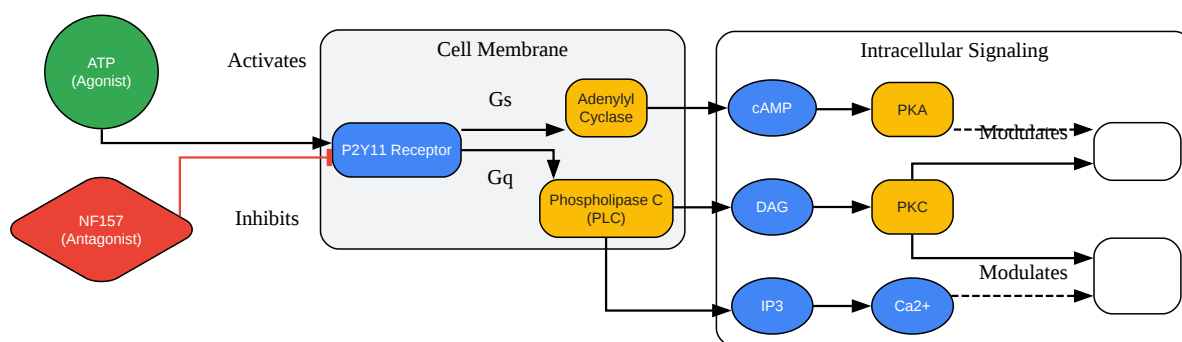 Cell Membrane
Intracellular Signaling
ATP
(Agonist)
Activates
Gs
Adenylyl
Cyclase
cAMP
PKA
Modulates
P2Y11 Receptor
Gq
Phospholipase C
(PLC)
DAG
PKC
NF157
(Antagonist)
Inhibits
Modulates
IP3
Ca2+